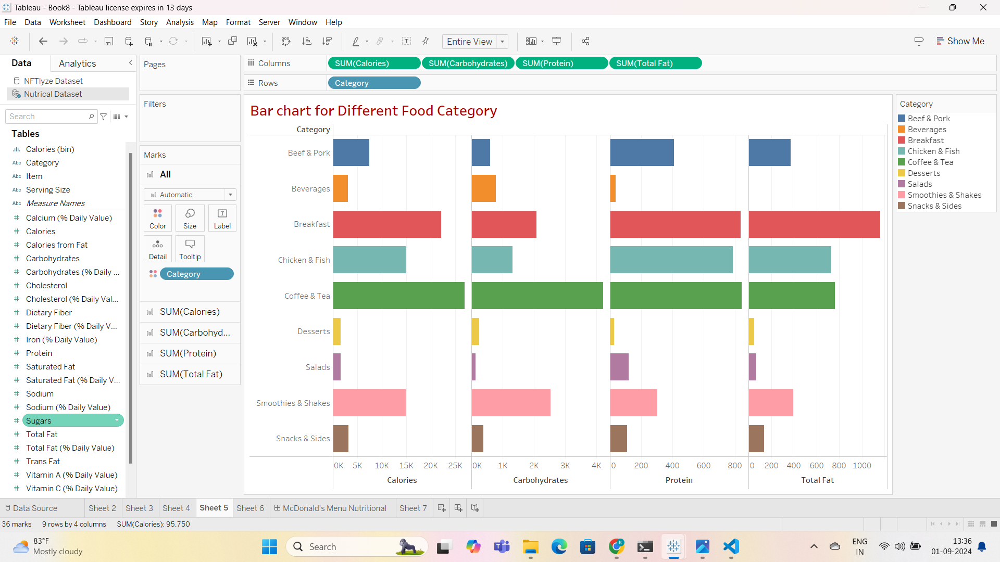 Tableau - Book8 - Tableau license expires in 13 days
File Data Worksheet Dashboard Story Analysis Map Format Server Window Help
Entire View
Show Me
Data Analytics
NFTlyze Dataset
Nutrical Dataset
Search
Tables
Calories (bin)
Abc Category
Abc Item
Abc Serving Size
Abc Measure Names
# Calcium (% Daily Value)
# Calories
# Calories from Fat
# Carbohydrates
# Carbohydrates (% Daily ...
# Cholesterol
# Cholesterol (% Daily Val...
# Dietary Fiber
# Dietary Fiber (% Daily V...
# Iron (% Daily Value)
# Protein
# Saturated Fat
# Saturated Fat (% Daily V...
# Sodium
# Sodium (% Daily Value)
# Sugars
# Total Fat
# Total Fat (% Daily Value)
# Trans Fat
# Vitamin A (% Daily Value)
# Vitamin C (% Daily Value)
Pages
Filters
Marks
All
Automatic
Color Size Label
Detail Tooltip
Category
SUM(Calories)
SUM(Carbohyd...
SUM(Protein)
SUM(Total Fat)
Columns SUM(Calories) SUM(Carbohydrates) SUM(Protein) SUM(Total Fat)
Rows Category
Bar chart for Different Food Category
Category
Beef & Pork
Beverages
Breakfast
Chicken & Fish
Coffee & Tea
Desserts
Salads
Smoothies & Shakes
Snacks & Sides
0K 5K 10K 15K 20K 25K 0K 1K 2K 3K 4K 0 200 400 600 800 0 200 400 600 800 1000
Calories Carbohydrates Protein Total Fat
Category
Beef & Pork
Beverages
Breakfast
Chicken & Fish
Coffee & Tea
Desserts
Salads
Smoothies & Shakes
Snacks & Sides
Data Source Sheet 2 Sheet 3 Sheet 4 Sheet 5 Sheet 6 McDonald's Menu Nutritional Sheet 7
36 marks 9 rows by 4 columns SUM(Calories): 95,750
83°F
Mostly cloudy
Search
ENG
IN
13:36
01-09-2024